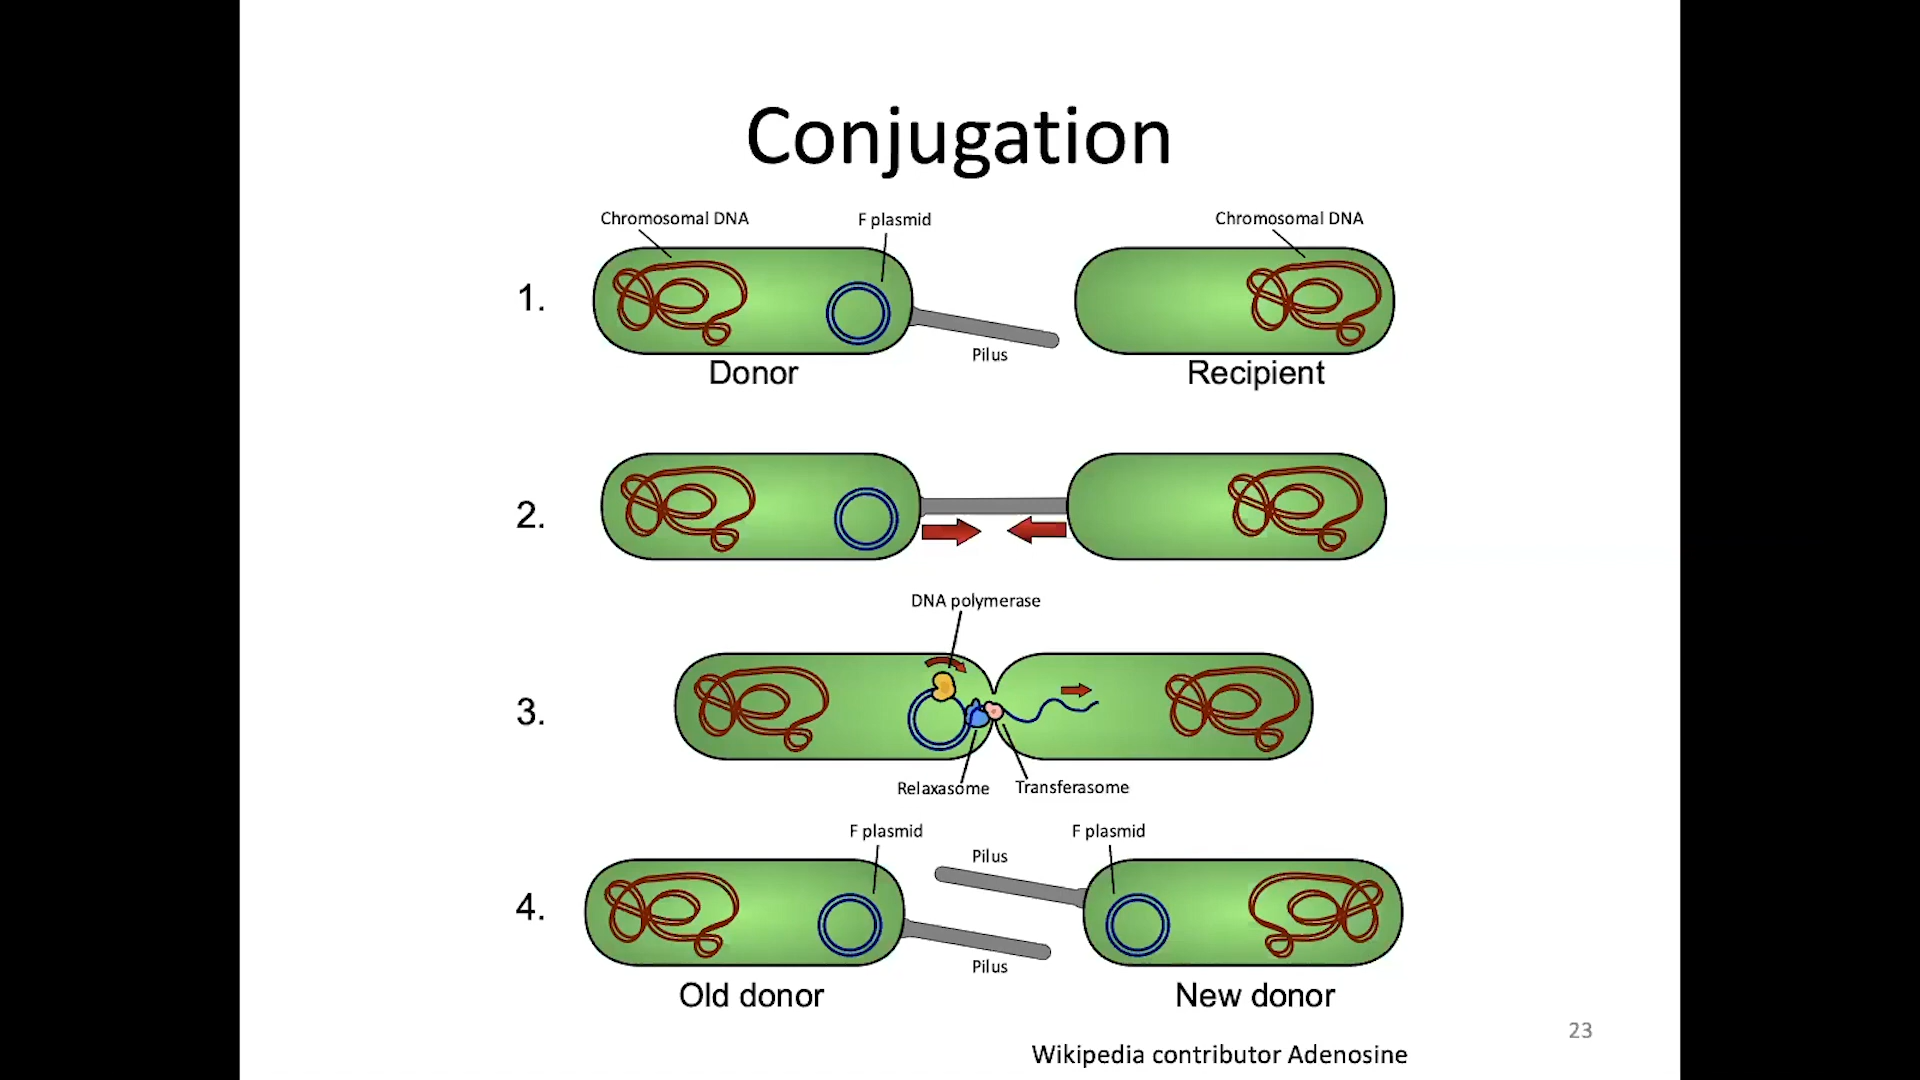 Conjugation
Chromosomal DNA
F plasmid
Chromosomal DNA
1.
Pilus
Donor
Recipient
2.
DNA polymerase
3.
Relaxasome
Transferasome
F plasmid
F plasmid
Pilus
4.
Pilus
Old donor
New donor
23
Wikipedia contributor Adenosine